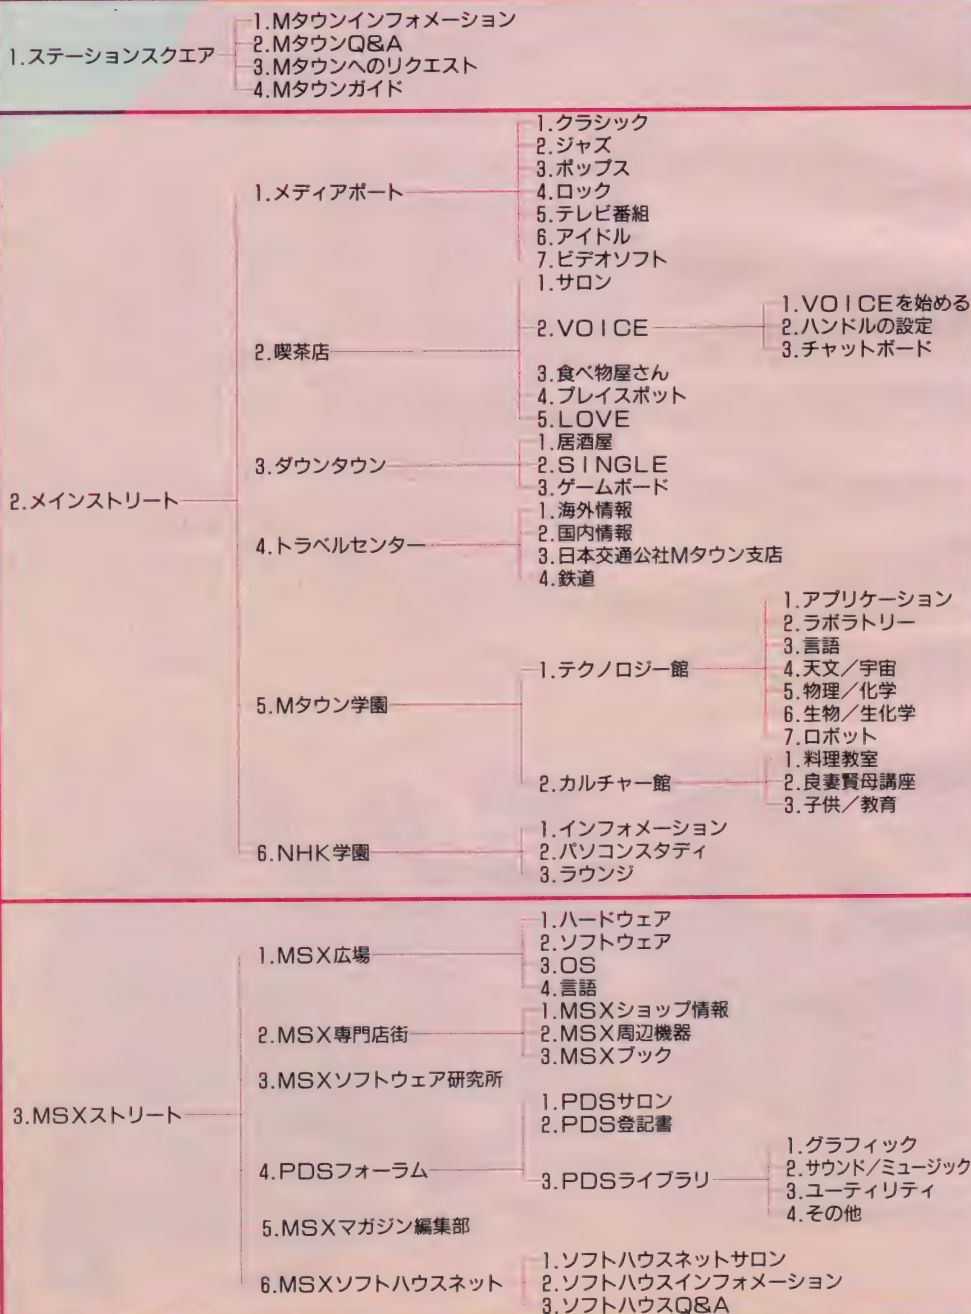 1.ステーションスクエア
1.Mタウンインフォメーション
2.MタウンQ&A
3.Mタウンへのリクエスト
4.Mタウンガイド
2.メインストリート
1.メディアポート
1.クラシック
2.ジャズ
3.ポップス
4.ロック
5.テレビ番組
6.アイドル
7.ビデオソフト
2.喫茶店
1.サロン
2.VOICE
1.VOICEを始める
2.ハンドルの設定
3.チャットボード
3.食べ物屋さん
4.プレイスポット
5.LOVE
3.ダウンタウン
1.居酒屋
2.SINGLE
3.ゲームボード
4.トラベルセンター
1.海外情報
2.国内情報
3.日本交通公社Mタウン支店
4.鉄道
5.Mタウン学園
1.テクノロジー館
1.アプリケーション
2.ラボラトリー
3.言語
4.天文/宇宙
5.物理/化学
6.生物/生化学
7.ロボット
2.カルチャー館
1.料理教室
2.良妻賢母講座
3.子供/教育
6.NHK学園
1.インフォメーション
2.パソコンスタディ
3.ラウンジ
3.MSXストリート
1.MSX広場
1.ハードウェア
2.ソフトウェア
3.OS
4.言語
2.MSX専門店街
1.MSXショップ情報
2.MSX周辺機器
3.MSXブック
3.MSXソフトウェア研究所
4.PDSフォーラム
1.PDSサロン
2.PDS登記書
3.PDSライブラリ
1.グラフィック
2.サウンド/ミュージック
3.ユーティリティ
4.その他
5.MSXマガジン編集部
6.MSXソフトハウスネット
1.ソフトハウスネットサロン
2.ソフトハウスインフォメーション
3.ソフトハウスQ&A